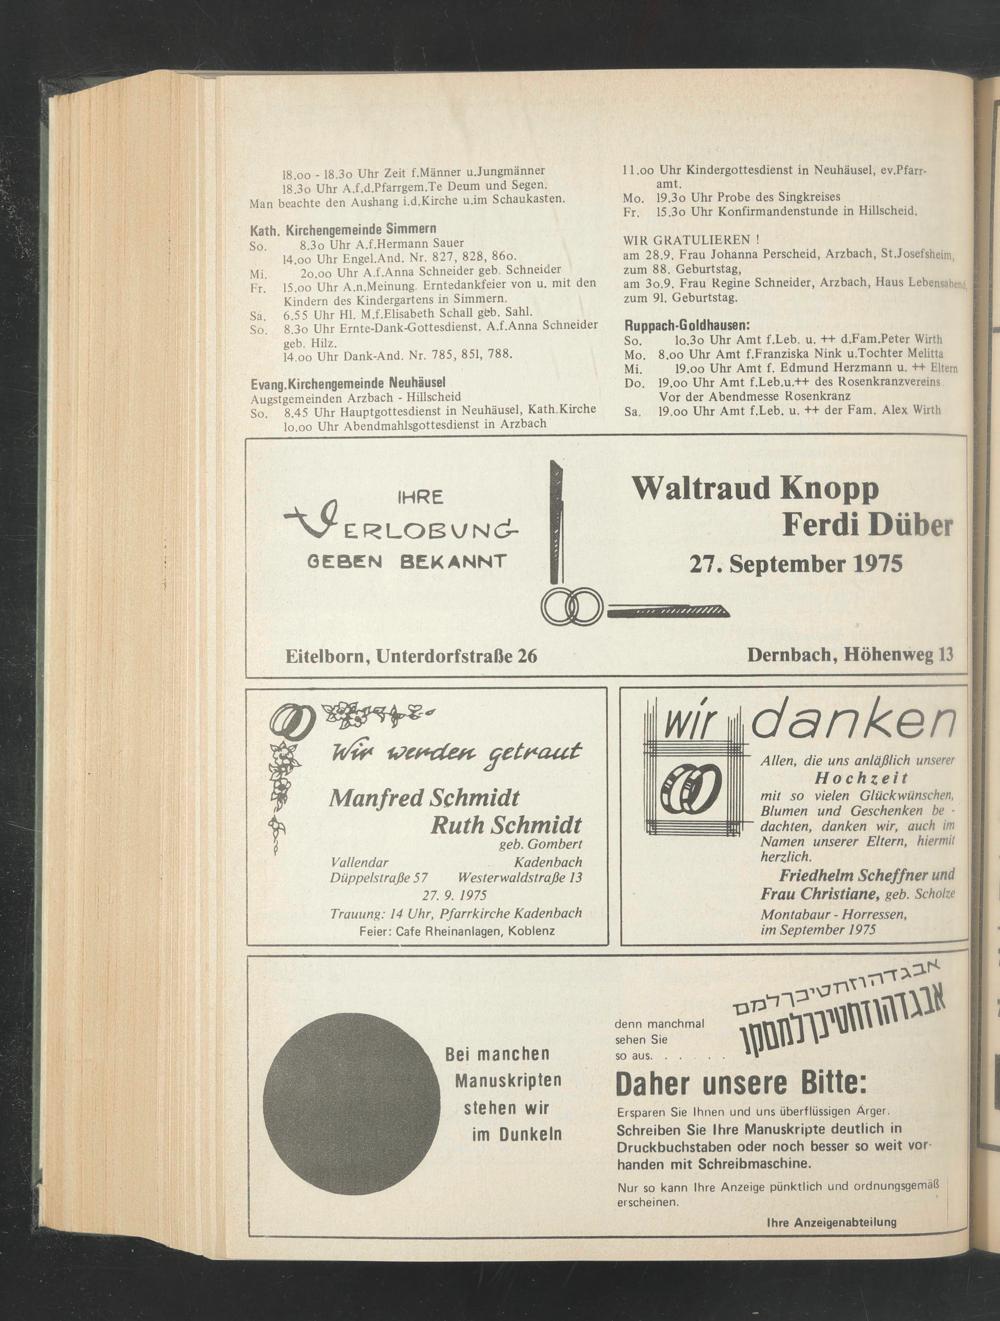 18.oo - 18.3o Uhr Zeit f.Männer u.Jungmänner
18.3o Uhr A.f.d.Pfarrgem.Te Deum und Segen.
Man beachte den Aushang i.d.Kirche u.im Schaukasten.
Kath. Kirchengemeinde Simmern
So. 8.3o Uhr A.f.Hermann Sauer
14.oo Uhr Engel.And. Nr. 827, 828, 86o.
Mi. 2o.oo Uhr A.f.Anna Schneider geb. Schneider
Fr. 15.oo Uhr A.n.Meinung. Erntedankfeier von u. mit den
Kindern des Kindergartens in Simmern.
Sa. 6.55 Uhr Hl. M.f.Elisabeth Schall geb. Sahl.
So. 8.3o Uhr Ernte-Dank-Gottesdienst. A.f.Anna Schneider
geb. Hilz.
14.oo Uhr Dank-And. Nr. 785, 851, 788.
Evang.Kirchengemeinde Neuhäusel
Augstgemeinden Arzbach - Hillscheid
So. 8.45 Uhr Hauptgottesdienst in Neuhäusel, Kath.Kirche
lo.oo Uhr Abendmahlsgottesdienst in Arzbach
11.oo Uhr Kindergottesdienst in Neuhäusel, ev.Pfarr-
amt.
Mo. 19.3o Uhr Probe des Singkreises
Fr. 15.3o Uhr Konfirmandenstunde in Hillscheid.
WIR GRATULIEREN !
am 28.9. Frau Johanna Perscheid, Arzbach, St.Josefsheim,
zum 88. Geburtstag,
am 3o.9. Frau Regine Schneider, Arzbach, Haus Lebensabend,
zum 91. Geburtstag.
Ruppach-Goldhausen:
So. lo.3o Uhr Amt f.Leb. u. ++ d.Fam.Peter Wirth
Mo. 8.oo Uhr Amt f.Franziska Nink u.Tochter Melitta
Mi. 19.oo Uhr Amt f. Edmund Herzmann u. ++ Eltern
Do. 19.oo Uhr Amt f.Leb.u.++ des Rosenkranzvereins
Vor der Abendmesse Rosenkranz
Sa. 19.oo Uhr Amt f.Leb. u. ++ der Fam. Alex Wirth
IHRE
VERLOBUNG
GEBEN BEKANNT
Waltraud Knopp
Ferdi Düber
27. September 1975
Eitelborn, Unterdorfstraße 26
Dernbach, Höhenweg 13
Wir werden getraut
Manfred Schmidt
Ruth Schmidt
geb. Gombert
Vallendar Kadenbach
Düppelstraße 57 Westerwaldstraße 13
27. 9. 1975
Trauung: 14 Uhr, Pfarrkirche Kadenbach
Feier: Cafe Rheinanlagen, Koblenz
wir danken
Allen, die uns anläßlich unserer
Hochzeit
mit so vielen Glückwünschen,
Blumen und Geschenken be -
dachten, danken wir, auch im
Namen unserer Eltern, hiermit
herzlich.
Friedhelm Scheffner und
Frau Christiane, geb. Scholze
Montabaur - Horressen,
im September 1975
Bei manchen
Manuskripten
stehen wir
im Dunkeln
denn manchmal
sehen Sie
so aus. . . . . . .
אבגדהוזחטיכךלמם
Daher unsere Bitte:
Ersparen Sie Ihnen und uns überflüssigen Ärger.
Schreiben Sie Ihre Manuskripte deutlich in
Druckbuchstaben oder noch besser so weit vor-
handen mit Schreibmaschine.
Nur so kann Ihre Anzeige pünktlich und ordnungsgemäß
erscheinen.
Ihre Anzeigenabteilung